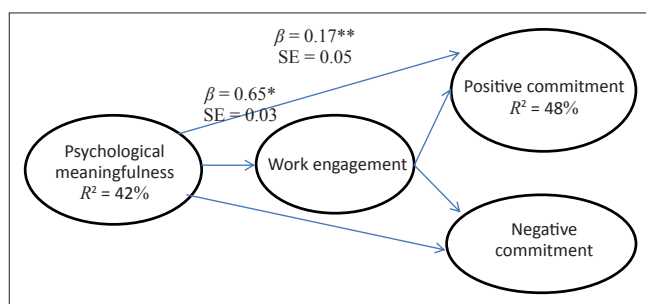 β = 0.17**
SE = 0.05
β = 0.65*
SE = 0.03
Positive commitment
R² = 48%
Psychological
meaningfulness
R² = 42%
Work engagement
Negative
commitment